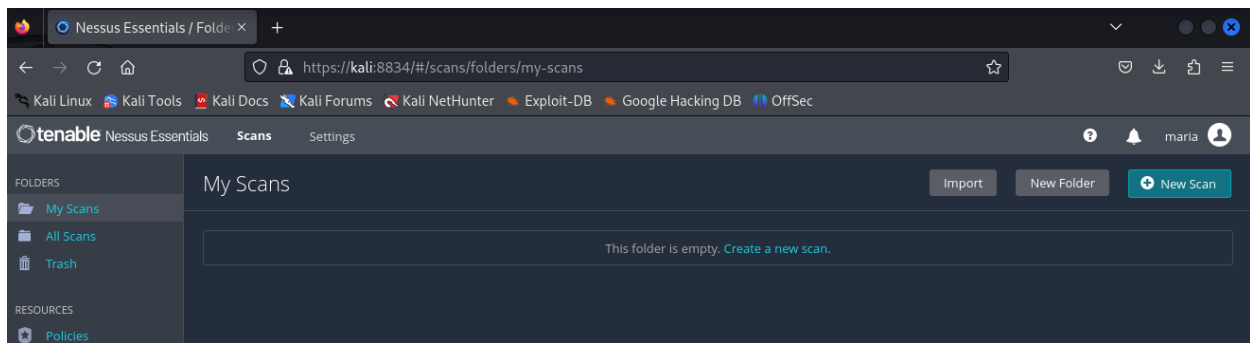 Nessus Essentials / Folde
https://kali:8834/#/scans/folders/my-scans
Kali Linux Kali Tools Kali Docs Kali Forums Kali NetHunter Exploit-DB Google Hacking DB OffSec
tenable Nessus Essentials Scans Settings maria
FOLDERS
My Scans Import New Folder New Scan
My Scans
All Scans
This folder is empty. Create a new scan.
Trash
RESOURCES
Policies